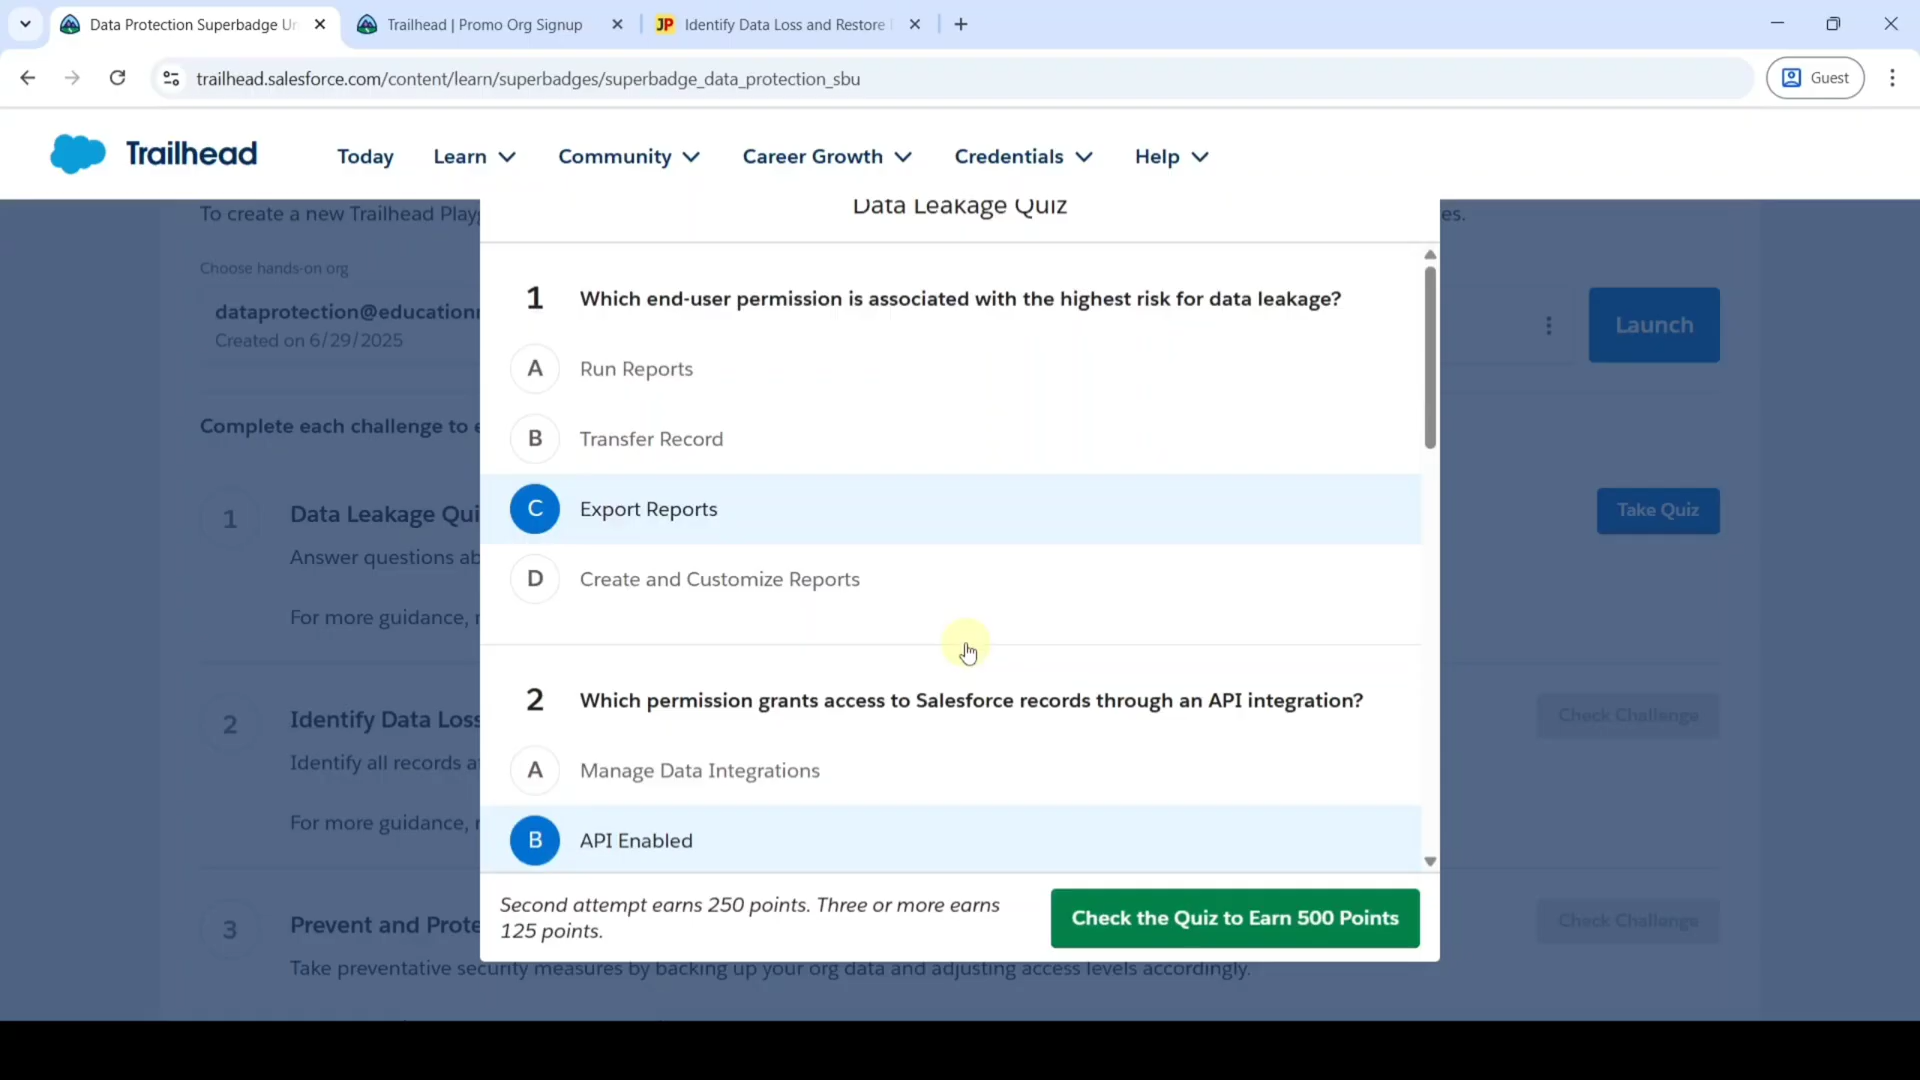 Data Protection Superbadge Un
Trailhead | Promo Org Signup
JP Identify Data Loss and Restore
trailhead.salesforce.com/content/learn/superbadges/superbadge_data_protection_sbu
Guest
Trailhead
Today
Learn
Community
Career Growth
Credentials
Help
To create a new Trailhead Play
es.
Data Leakage Quiz
Choose hands-on org
dataprotection@education
Created on 6/29/2025
Launch
Complete each challenge to e
1
Data Leakage Qui
Take Quiz
Answer questions ab
For more guidance, r
2
Identify Data Loss
Check Challenge
Identify all records a
For more guidance, r
3
Prevent and Prote
Check Challenge
Take preventative security measures by backing up your org data and adjusting access levels accordingly.
1 Which end-user permission is associated with the highest risk for data leakage?
A Run Reports
B Transfer Record
C Export Reports
D Create and Customize Reports
2 Which permission grants access to Salesforce records through an API integration?
A Manage Data Integrations
B API Enabled
Second attempt earns 250 points. Three or more earns
125 points.
Check the Quiz to Earn 500 Points